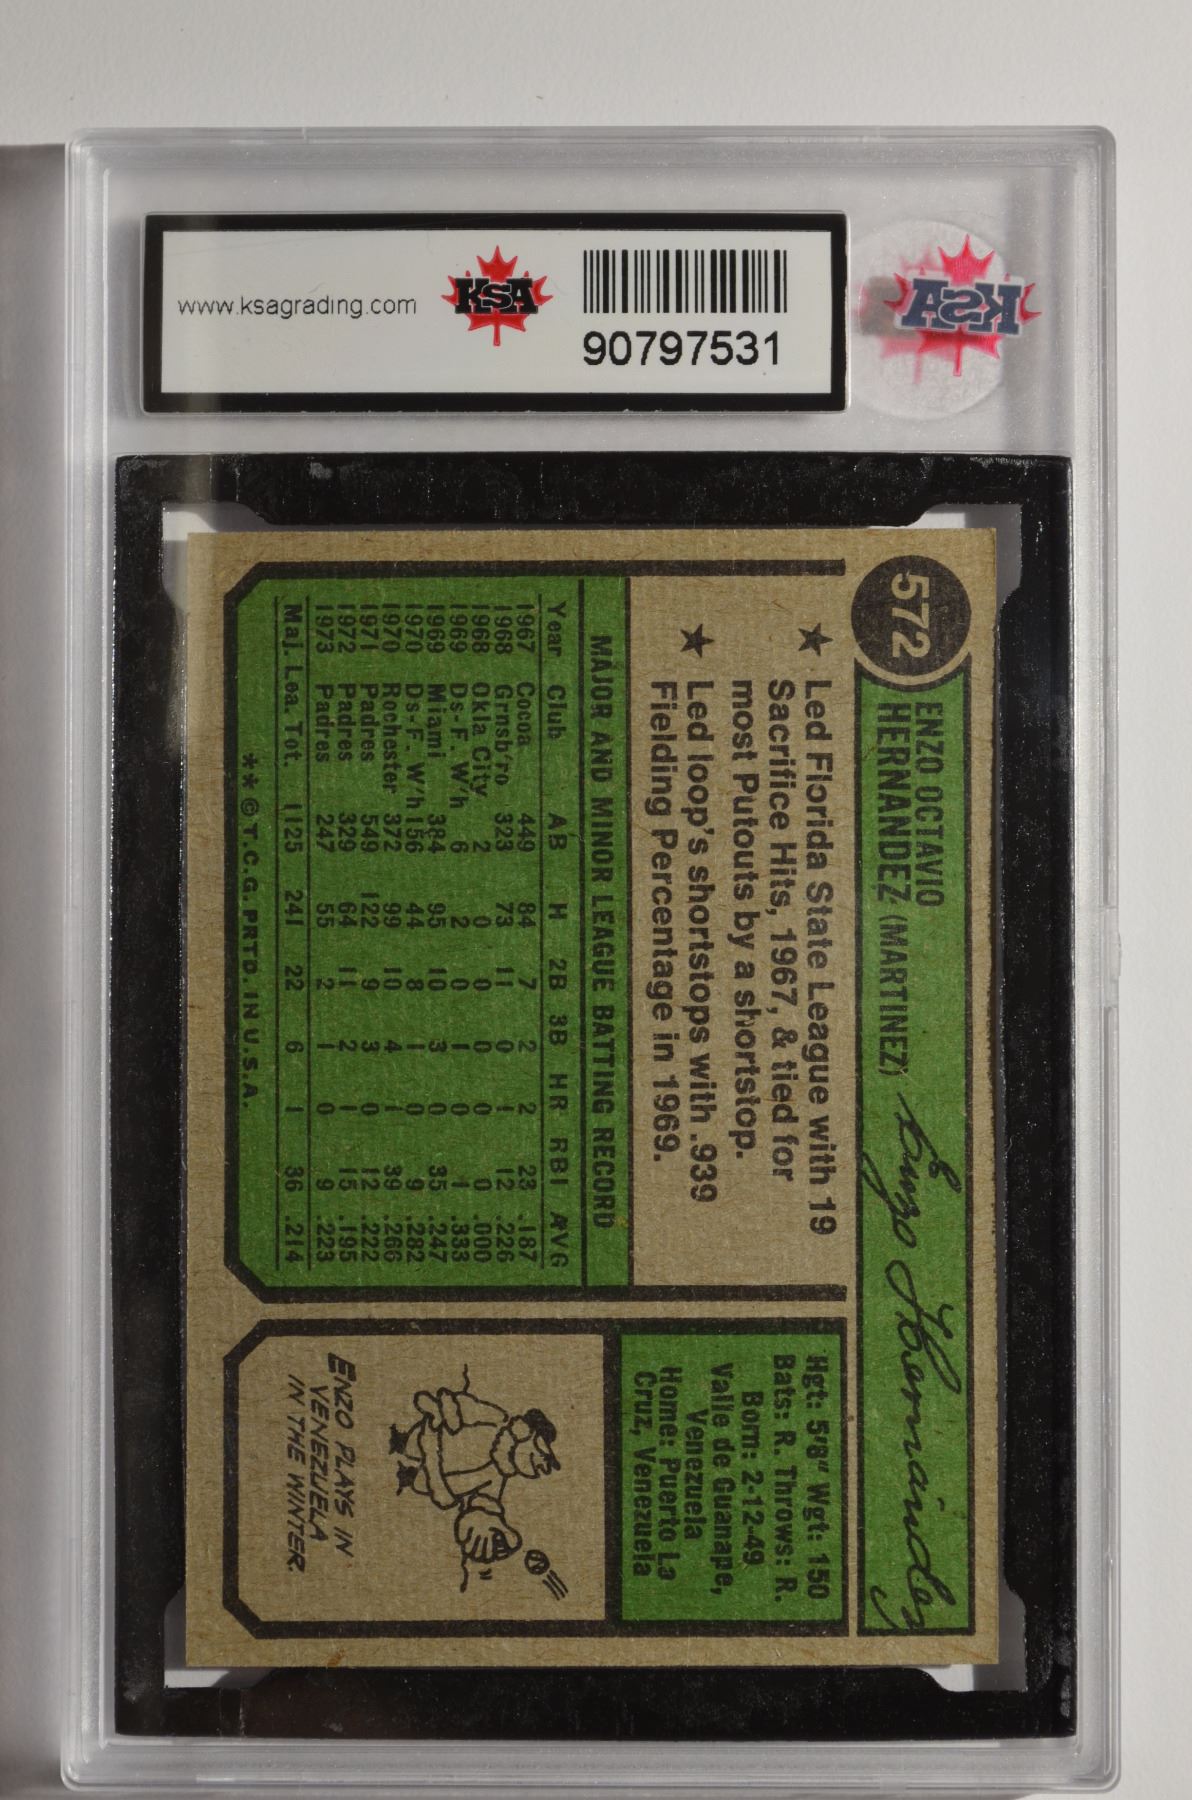 www.ksagrading.com
KSA
90797531
KSA
572
ENZO OCTAVIO
HERNANDEZ (MARTINEZ)
Enzo Hernandez
★ Led Florida State League with 19
Sacrifice Hits, 1967, & tied for
most Putouts by a shortstop.
★ Led loop's shortstops with .939
Fielding Percentage in 1969.
MAJOR AND MINOR LEAGUE BATTING RECORD
Year Club AB H 2B 3B HR RBI AVG
1967 Cocoa 449 84 7 2 2 23 .187
1968 Grnsb'ro 323 73 11 0 1 12 .226
1968 Okla City 2 0 0 0 0 0 .000
1969 Ds-F. W'h 6 2 0 1 0 1 .333
1969 Miami 384 95 10 3 0 35 .247
1970 Ds-F. W'h 156 44 8 1 0 9 .282
1970 Rochester 372 99 10 4 1 39 .266
1971 Padres 549 122 9 3 0 12 .222
1972 Padres 329 64 11 2 1 15 .195
1973 Padres 247 55 2 1 0 9 .223
Maj. Lea. Tot. 1125 241 22 6 1 36 .214
**©T.C.G. PRTD. IN U.S.A.
Hgt: 5'8" Wgt: 150
Bats: R. Throws: R.
Born: 2-12-49
Valle de Guanape,
Venezuela
Home: Puerto La
Cruz, Venezuela
ENZO PLAYS IN
VENEZUELA
IN THE WINTER.